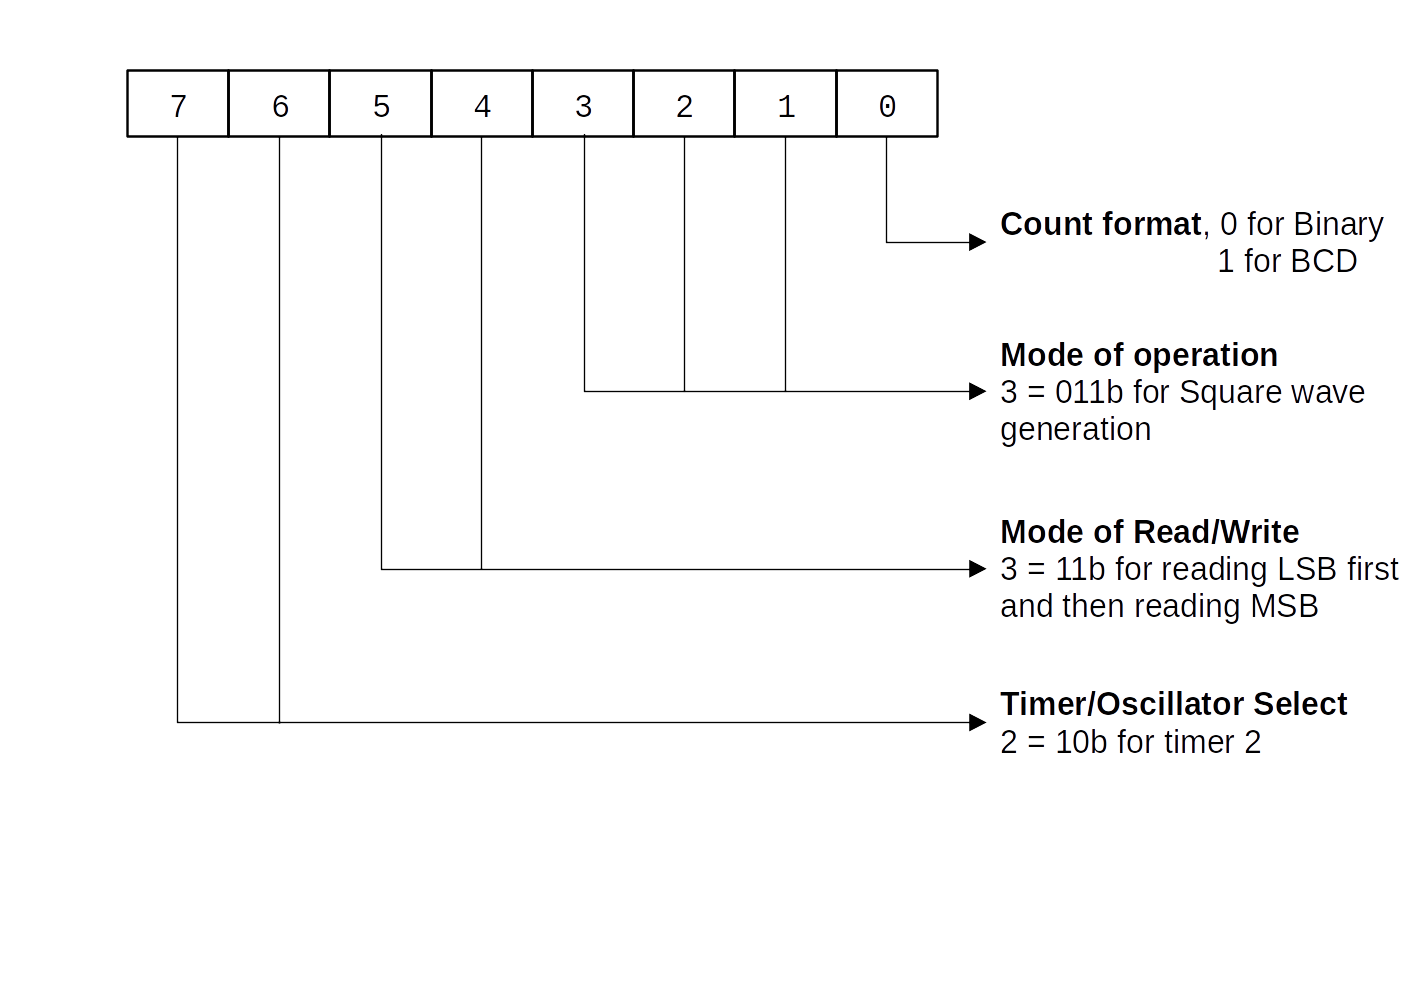 7 6 5 4 3 2 1 0
Count format, 0 for Binary
1 for BCD
Mode of operation
3 = 011b for Square wave
generation
Mode of Read/Write
3 = 11b for reading LSB first
and then reading MSB
Timer/Oscillator Select
2 = 10b for timer 2